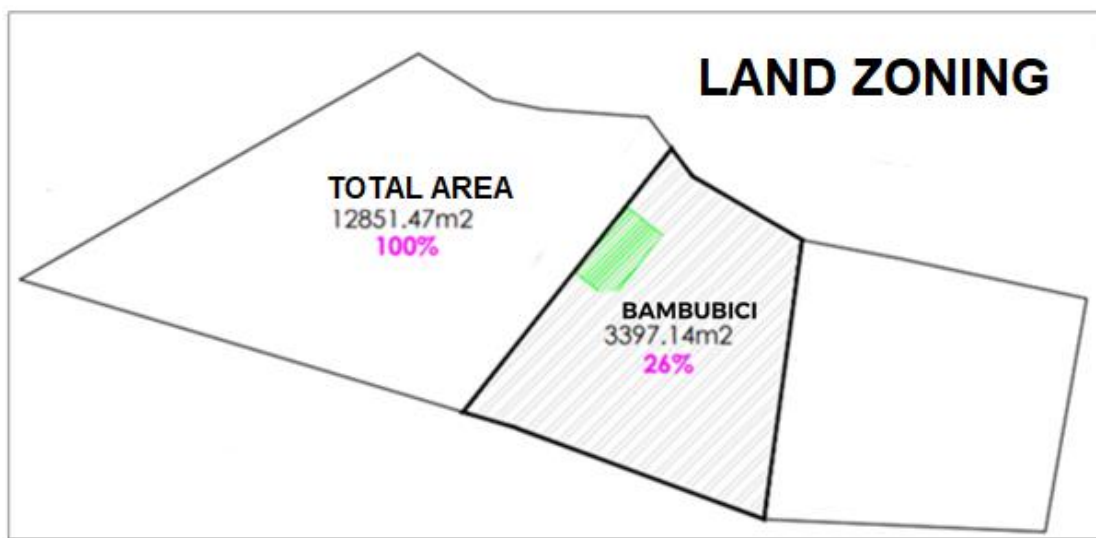 LAND ZONING
TOTAL AREA
12851.47m2
100%
BAMBUBICI
3397.14m2
26%